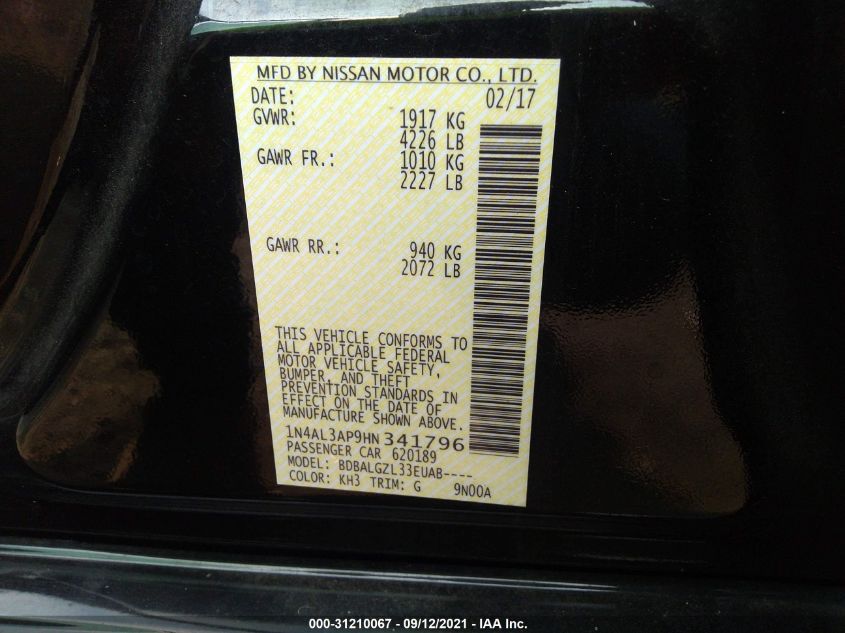 MFD BY NISSAN MOTOR CO., LTD.
DATE: 02/17
GVWR: 1917 KG
4226 LB
GAWR FR.: 1010 KG
2227 LB
GAWR RR.: 940 KG
2072 LB
THIS VEHICLE CONFORMS TO
ALL APPLICABLE FEDERAL
MOTOR VEHICLE SAFETY,
BUMPER, AND THEFT
PREVENTION STANDARDS IN
EFFECT ON THE DATE OF
MANUFACTURE SHOWN ABOVE.
1N4AL3AP9HN341796
PASSENGER CAR 620189
MODEL: BDBALGZL33EUAB----
COLOR: KH3 TRIM: G 9N00A
000-31210067 - 09/12/2021 - IAA Inc.